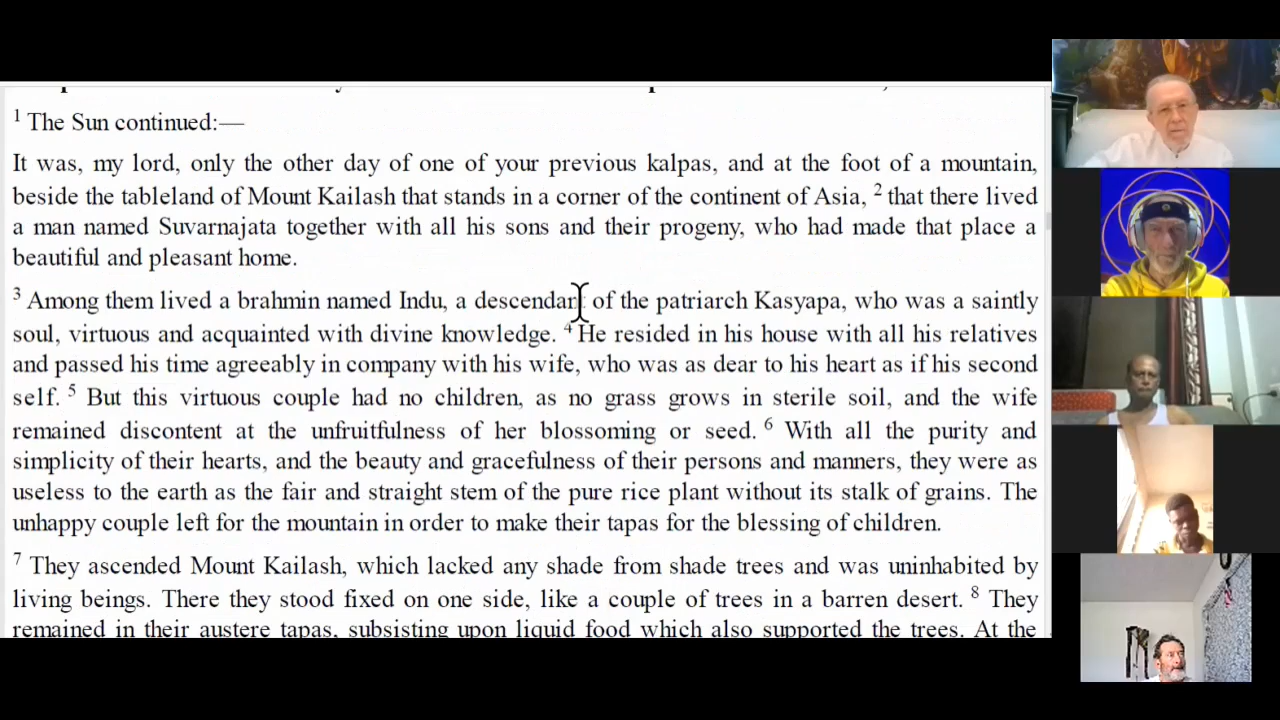 1 The Sun continued:—
It was, my lord, only the other day of one of your previous kalpas, and at the foot of a mountain,
beside the tableland of Mount Kailash that stands in a corner of the continent of Asia, 2 that there lived
a man named Suvarnajata together with all his sons and their progeny, who had made that place a
beautiful and pleasant home.
3 Among them lived a brahmin named Indu, a descendant of the patriarch Kasyapa, who was a saintly
soul, virtuous and acquainted with divine knowledge. 4 He resided in his house with all his relatives
and passed his time agreeably in company with his wife, who was as dear to his heart as if his second
self. 5 But this virtuous couple had no children, as no grass grows in sterile soil, and the wife
remained discontent at the unfruitfulness of her blossoming or seed. 6 With all the purity and
simplicity of their hearts, and the beauty and gracefulness of their persons and manners, they were as
useless to the earth as the fair and straight stem of the pure rice plant without its stalk of grains. The
unhappy couple left for the mountain in order to make their tapas for the blessing of children.
7 They ascended Mount Kailash, which lacked any shade from shade trees and was uninhabited by
living beings. There they stood fixed on one side, like a couple of trees in a barren desert. 8 They
remained in their austere tapas, subsisting upon liquid food which also supported the trees. At the